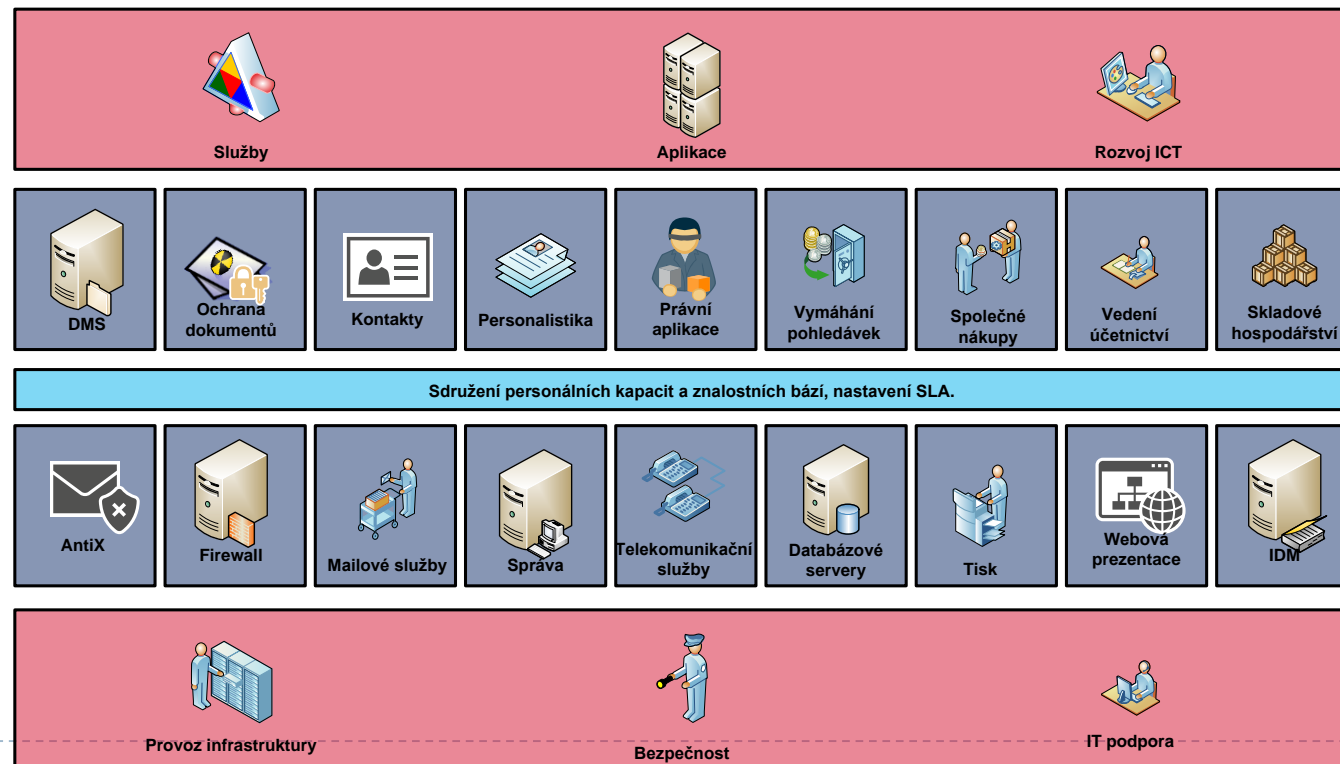 Služby
Aplikace
Rozvoj ICT
DMS
Ochrana
dokumentů
Kontakty
Personalistika
Právní
aplikace
Vymáhání
pohledávek
Společné
nákupy
Vedení
účetnictví
Skladové
hospodářství
Sdružení personálních kapacit a znalostních bází, nastavení SLA.
AntiX
Firewall
Mailové služby
Správa
Telekomunikační
služby
Databázové
servery
Tisk
Webová
prezentace
IDM
Provoz infrastruktury
Bezpečnost
IT podpora